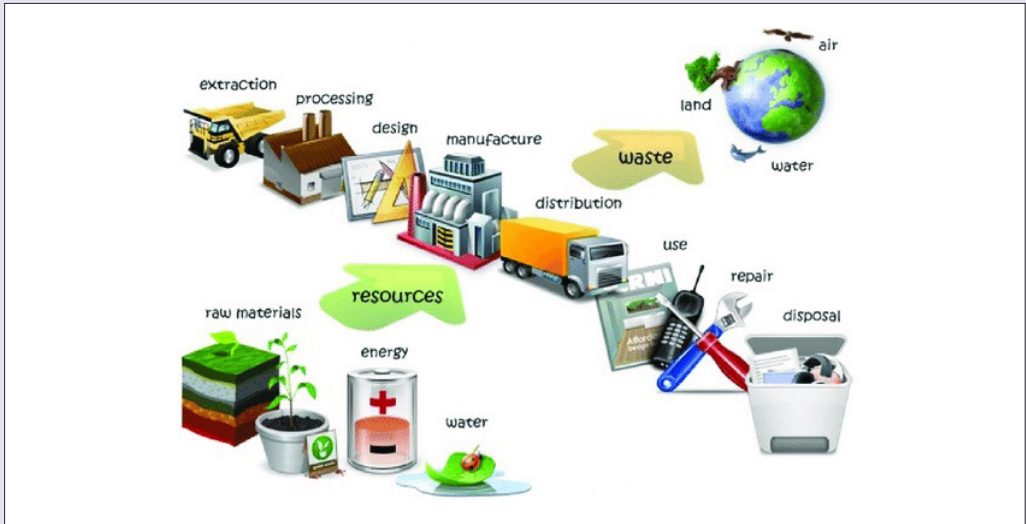 air
extraction
processing
land
design
manufacture
waste
water
distribution
use
repair
resources
raw materials
disposal
energy
water